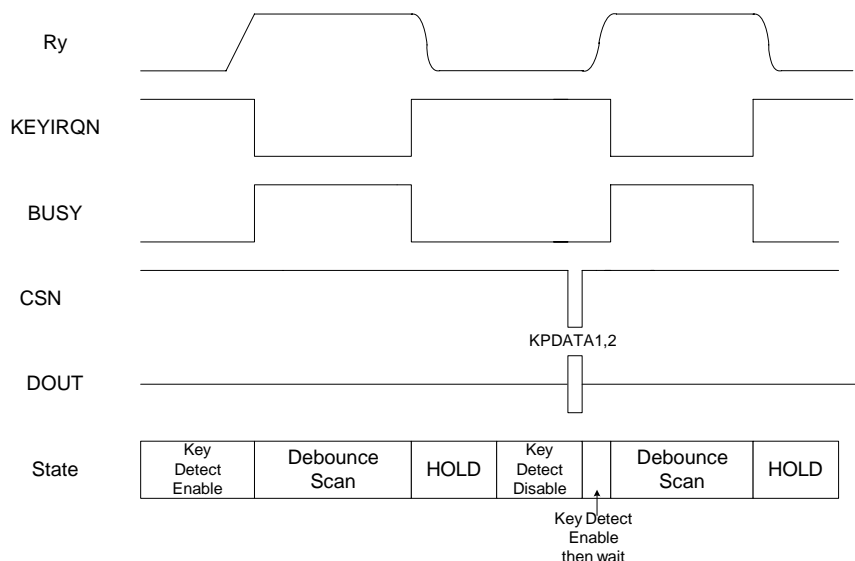 Ry
KEYIRQN
BUSY
CSN
KPDATA1,2
DOUT
State
Key
Detect
Enable
Debounce
Scan
HOLD
Key
Detect
Disable
Debounce
Scan
HOLD
Key Detect
Enable
then wait